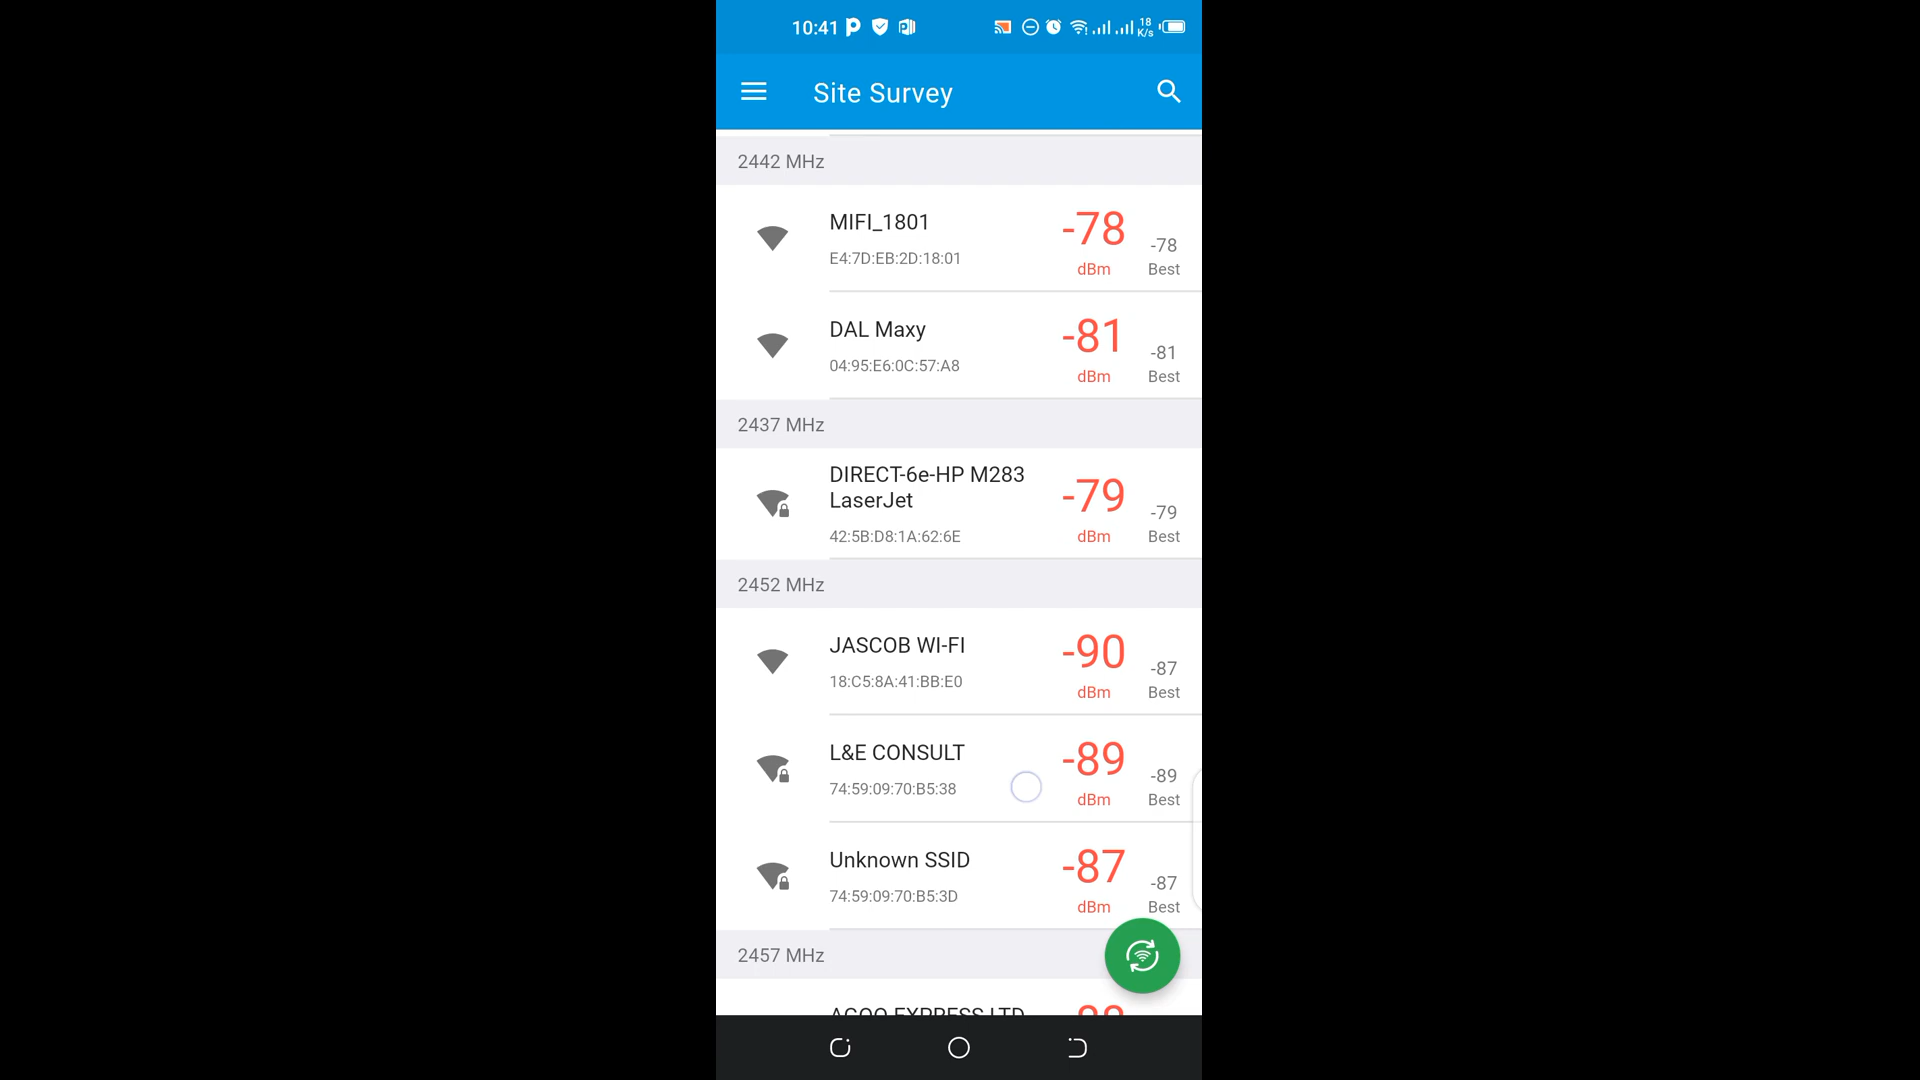 10:41
18
K/s
Site Survey
2442 MHz
MIFI_1801
E4:7D:EB:2D:18:01
-78
dBm
-78
Best
DAL Maxy
04:95:E6:0C:57:A8
-81
dBm
-81
Best
2437 MHz
DIRECT-6e-HP M283
LaserJet
42:5B:D8:1A:62:6E
-79
dBm
-79
Best
2452 MHz
JASCOB WI-FI
18:C5:8A:41:BB:E0
-90
dBm
-87
Best
L&E CONSULT
74:59:09:70:B5:38
-89
dBm
-89
Best
Unknown SSID
74:59:09:70:B5:3D
-87
dBm
-87
Best
2457 MHz
EXPRESS LTD